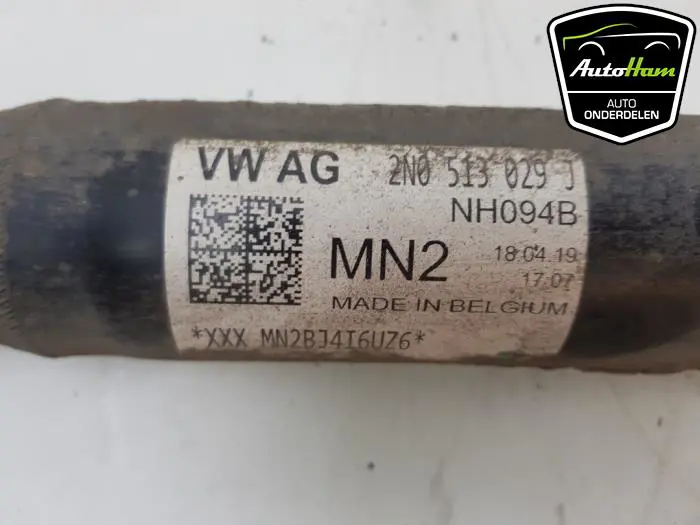 AutoHam
AUTO
ONDERDELEN
VW AG 2N0 513 029 J
NH094B
MN2 18.04.19
17.07
MADE IN BELGIUM
*XXX MN2BJ4T6UZ6*